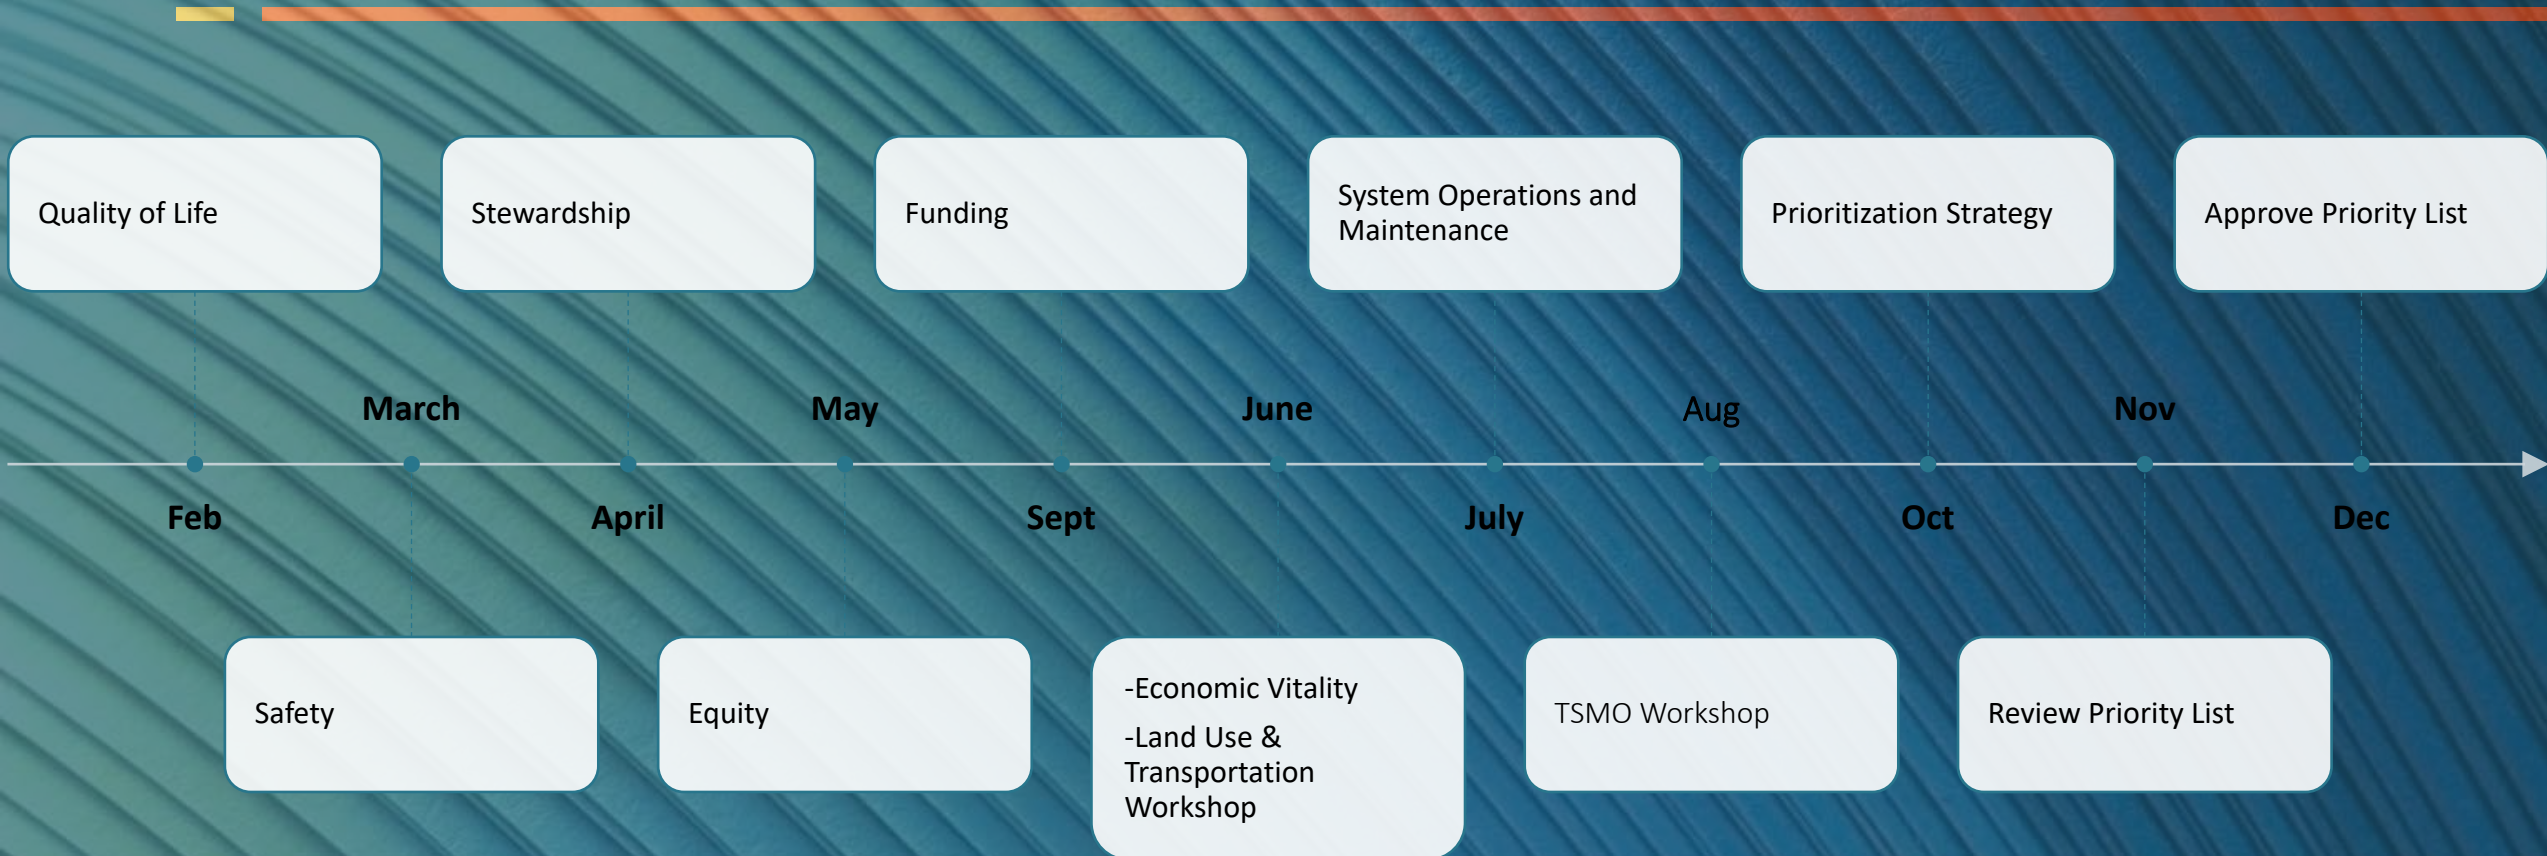 Quality of Life
Stewardship
Funding
System Operations and
Maintenance
Prioritization Strategy
Approve Priority List
March
May
June
Aug
Nov
Feb
April
Sept
July
Oct
Dec
Safety
Equity
-Economic Vitality
-Land Use &
Transportation
Workshop
TSMO Workshop
Review Priority List